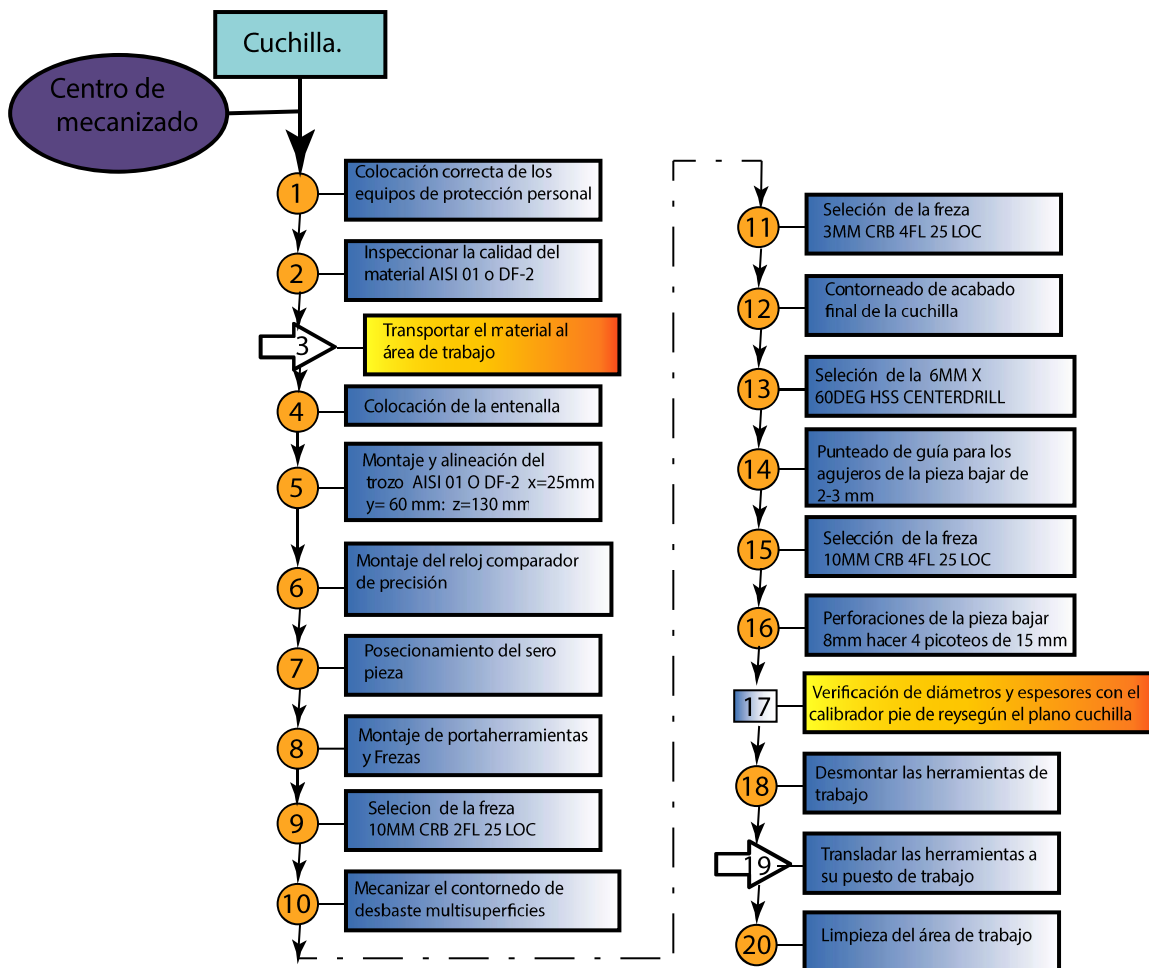 Cuchilla.
Centro de
mecanizado
1
Colocación correcta de los
equipos de protección personal
2
Inspeccionar la calidad del
material AISI 01 o DF-2
3
Transportar el material al
área de trabajo
4
Colocación de la entenalla
5
Montaje y alineación del
trozo AISI 01 O DF-2 x=25mm
y= 60 mm: z=130 mm
6
Montaje del reloj comparador
de precisión
7
Posecionamiento del sero
pieza
8
Montaje de portaherramientas
y Frezas
9
Selecion de la freza
10MM CRB 2FL 25 LOC
10
Mecanizar el contornedo de
desbaste multisuperficies
11
Seleción de la freza
3MM CRB 4FL 25 LOC
12
Contorneado de acabado
final de la cuchilla
13
Seleción de la 6MM X
60DEG HSS CENTERDRILL
14
Punteado de guía para los
agujeros de la pieza bajar de
2-3 mm
15
Selección de la freza
10MM CRB 4FL 25 LOC
16
Perforaciones de la pieza bajar
8mm hacer 4 picoteos de 15 mm
17
Verificación de diámetros y espesores con el
calibrador pie de reysegún el plano cuchilla
18
Desmontar las herramientas de
trabajo
19
Transladar las herramientas a
su puesto de trabajo
20
Limpieza del área de trabajo